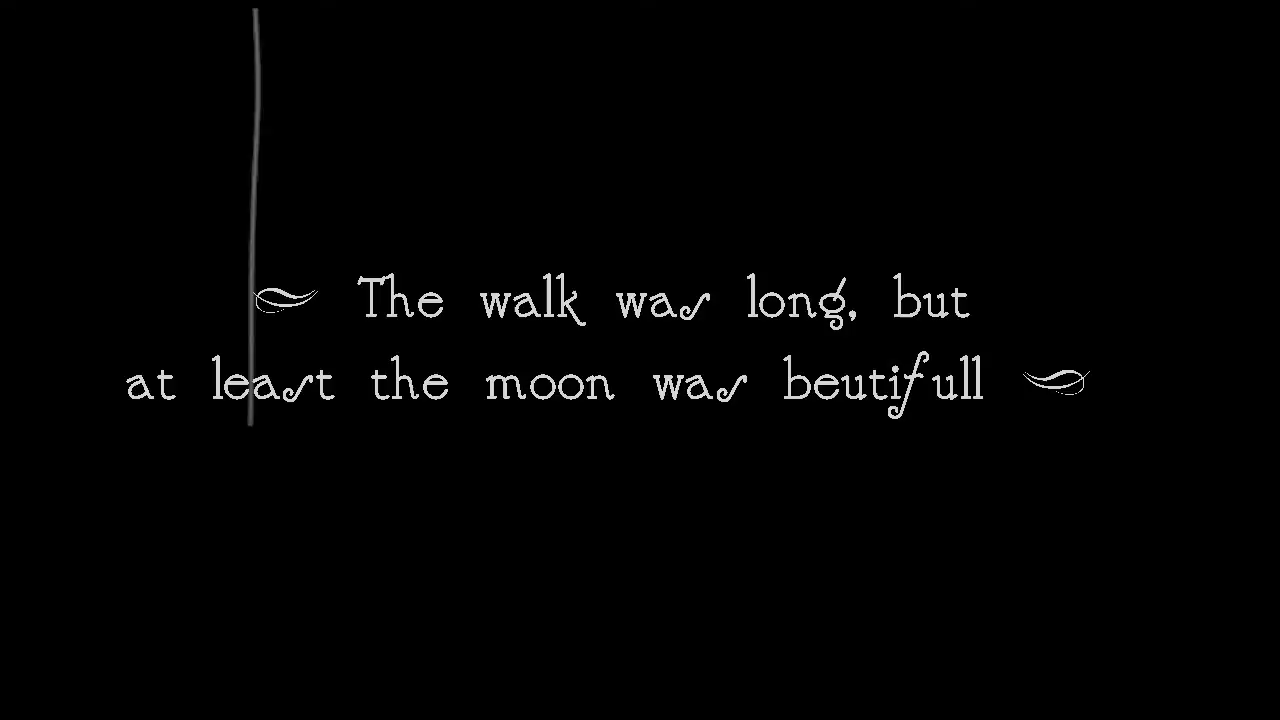 The walk was long, but
at least the moon was beutifull